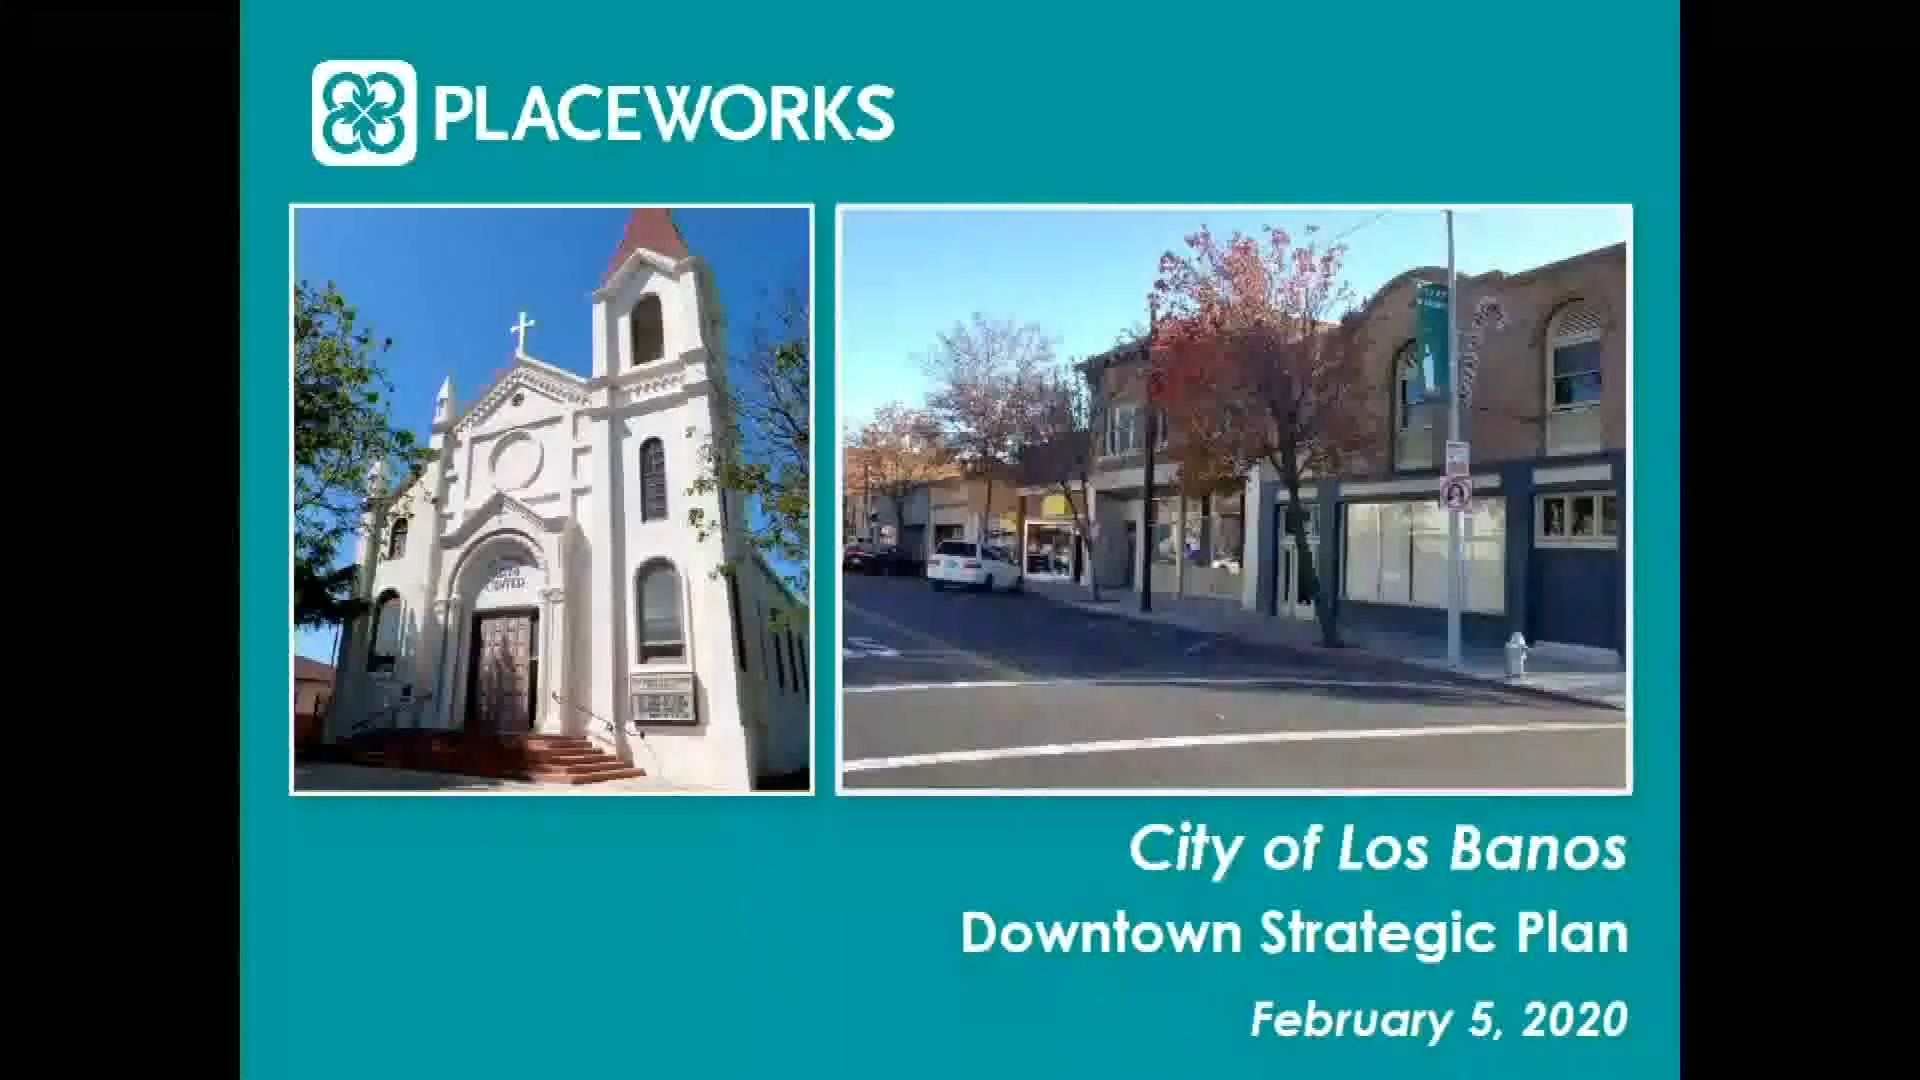 PLACEWORKS
City of Los Banos
Downtown Strategic Plan
February 5, 2020